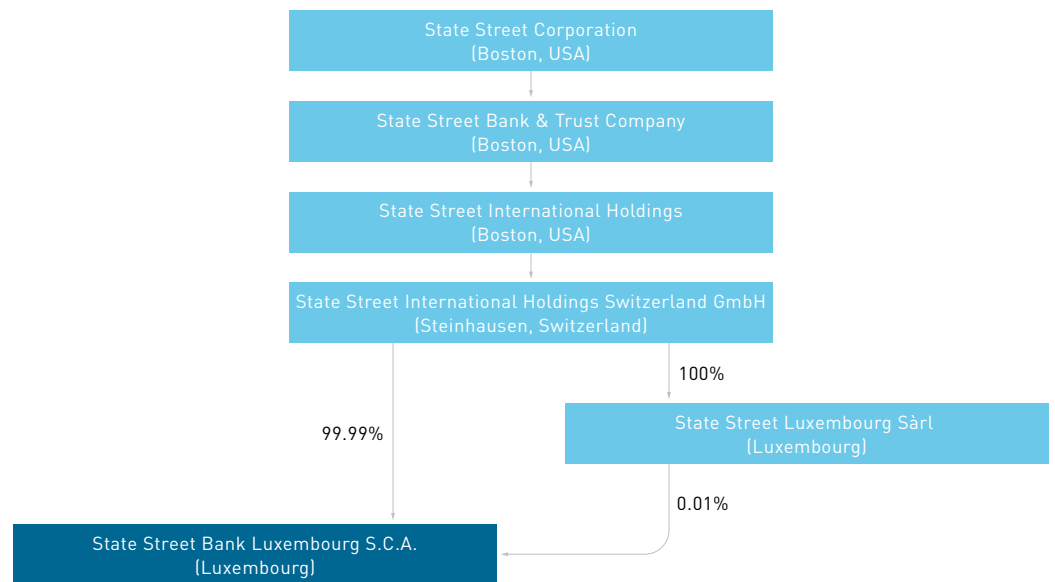 State Street Corporation
(Boston, USA)
State Street Bank & Trust Company
(Boston, USA)
State Street International Holdings
(Boston, USA)
State Street International Holdings Switzerland GmbH
(Steinhausen, Switzerland)
100%
State Street Luxembourg Sàrl
(Luxembourg)
99.99%
0.01%
State Street Bank Luxembourg S.C.A.
(Luxembourg)